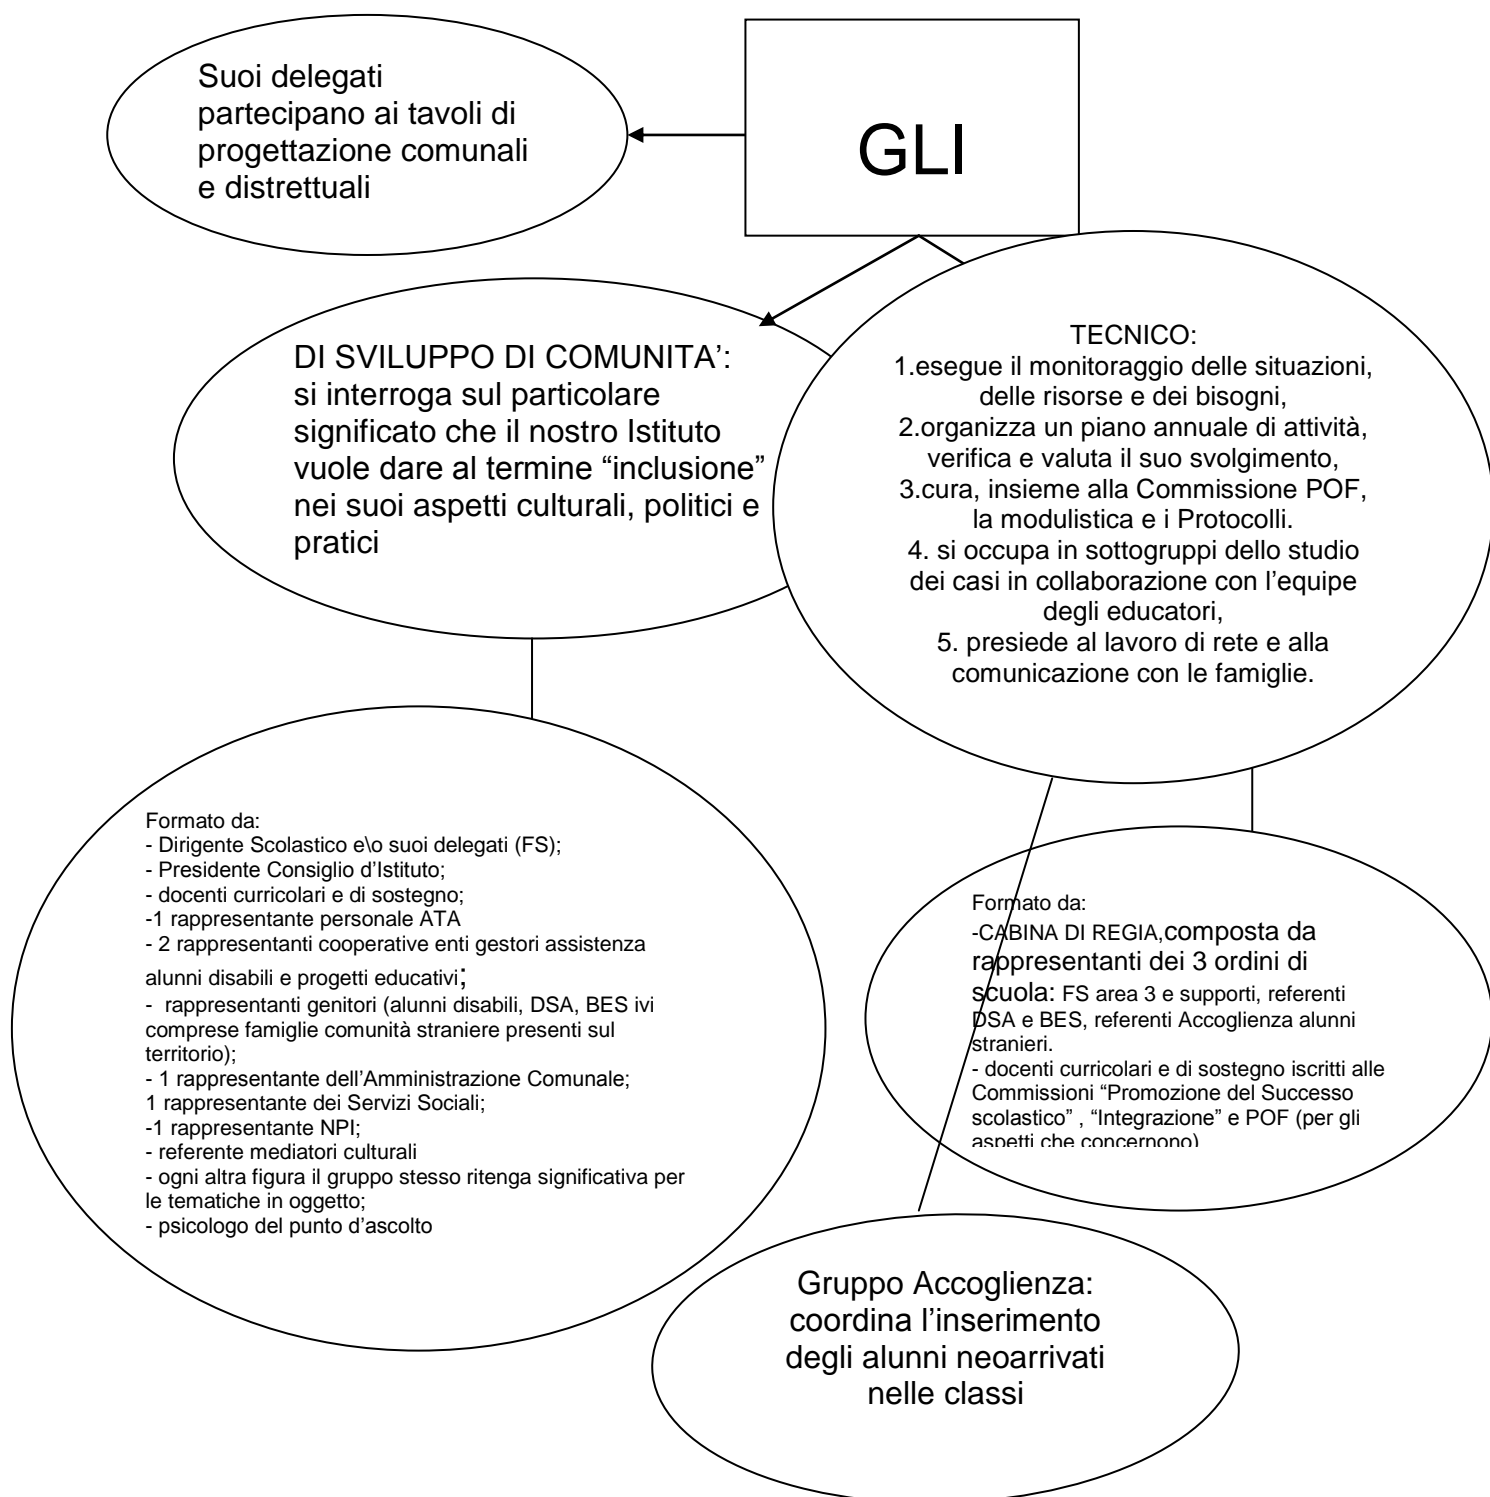 Suoi delegati
partecipano ai tavoli di
progettazione comunali
e distrettuali
GLI
DI SVILUPPO DI COMUNITA’:
si interroga sul particolare
significato che il nostro Istituto
vuole dare al termine “inclusione”
nei suoi aspetti culturali, politici e
pratici
TECNICO:
1.esegue il monitoraggio delle situazioni,
delle risorse e dei bisogni,
2.organizza un piano annuale di attività,
verifica e valuta il suo svolgimento,
3.cura, insieme alla Commissione POF,
la modulistica e i Protocolli.
4. si occupa in sottogruppi dello studio
dei casi in collaborazione con l’equipe
degli educatori,
5. presiede al lavoro di rete e alla
comunicazione con le famiglie.
Formato da:
- Dirigente Scolastico e\o suoi delegati (FS);
- Presidente Consiglio d’Istituto;
- docenti curricolari e di sostegno;
-1 rappresentante personale ATA
- 2 rappresentanti cooperative enti gestori assistenza
alunni disabili e progetti educativi;
- rappresentanti genitori (alunni disabili, DSA, BES ivi
comprese famiglie comunità straniere presenti sul
territorio);
- 1 rappresentante dell’Amministrazione Comunale;
1 rappresentante dei Servizi Sociali;
-1 rappresentante NPI;
- referente mediatori culturali
- ogni altra figura il gruppo stesso ritenga significativa per
le tematiche in oggetto;
- psicologo del punto d’ascolto
Formato da:
-CABINA DI REGIA,composta da
rappresentanti dei 3 ordini di
scuola: FS area 3 e supporti, referenti
DSA e BES, referenti Accoglienza alunni
stranieri.
- docenti curricolari e di sostegno iscritti alle
Commissioni “Promozione del Successo
scolastico” , “Integrazione” e POF (per gli
aspetti che concernono)
Gruppo Accoglienza:
coordina l’inserimento
degli alunni neoarrivati
nelle classi